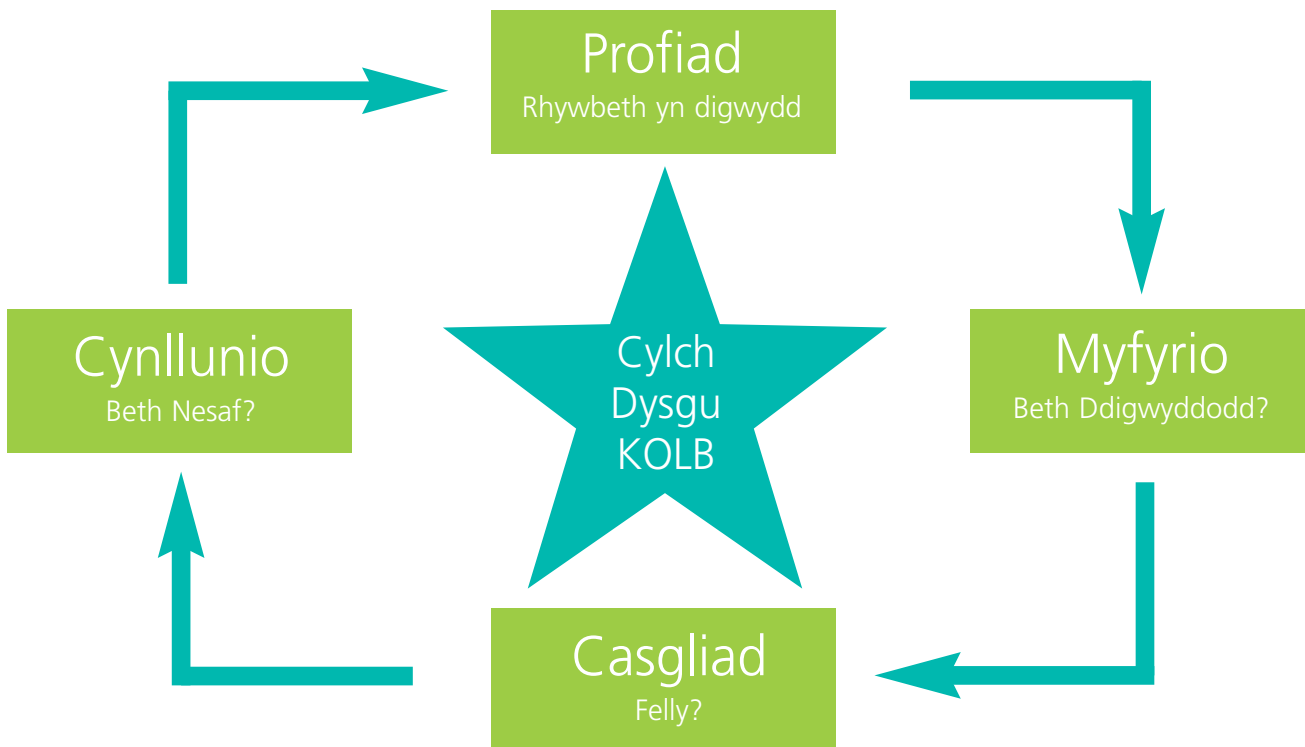 Profiad
Rhywbeth yn digwydd
Cynllunio
Beth Nesaf?
Cylch
Dysgu
KOLB
Myfyrio
Beth Ddigwyddodd?
Casgliad
Felly?